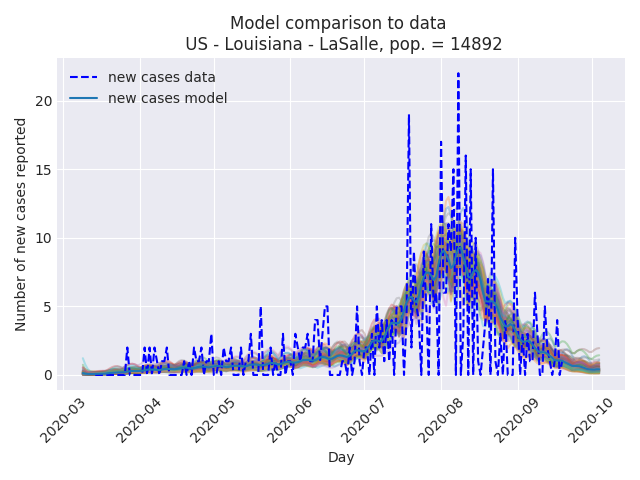 Model comparison to data
US - Louisiana - LaSalle, pop. = 14892
new cases data
new cases model
Number of new cases reported
20
15
10
5
0
2020-03
2020-04
2020-05
2020-06
2020-07
2020-08
2020-09
2020-10
Day